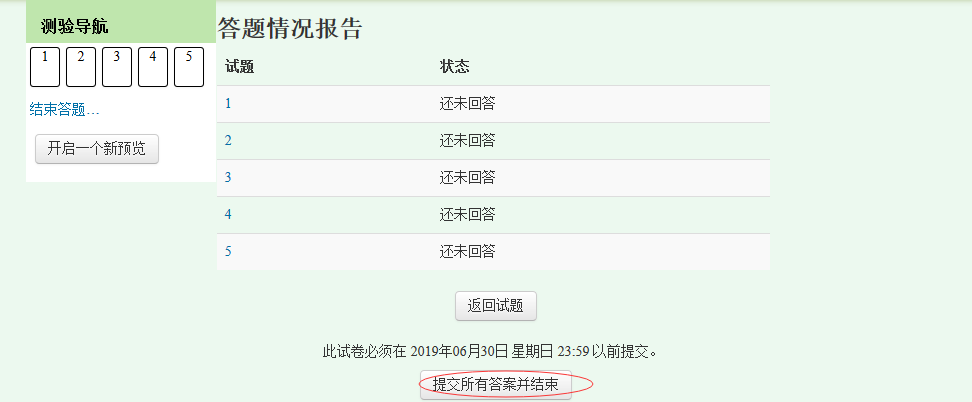 测验导航
1 2 3 4 5
结束答题…
开启一个新预览
答题情况报告
试题 状态
1 还未回答
2 还未回答
3 还未回答
4 还未回答
5 还未回答
返回试题
此试卷必须在 2019年06月30日 星期日 23:59 以前提交。
提交所有答案并结束